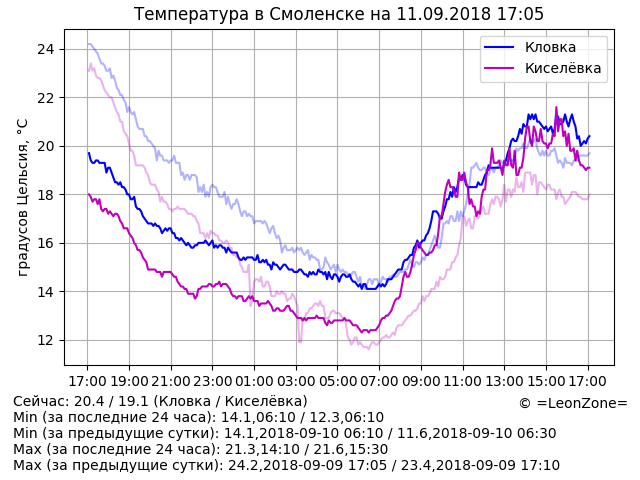 Температура в Смоленске на 11.09.2018 17:05
Кловка
Киселёвка
градусов Цельсия, °C
24
22
20
18
16
14
12
17:00 19:00 21:00 23:00 01:00 03:00 05:00 07:00 09:00 11:00 13:00 15:00 17:00
Сейчас: 20.4 / 19.1 (Кловка / Киселёвка)
© =LeonZone=
Min (за последние 24 часа): 14.1,06:10 / 12.3,06:10
Min (за предыдущие сутки): 14.1,2018-09-10 06:10 / 11.6,2018-09-10 06:30
Max (за последние 24 часа): 21.3,14:10 / 21.6,15:30
Max (за предыдущие сутки): 24.2,2018-09-09 17:05 / 23.4,2018-09-09 17:10